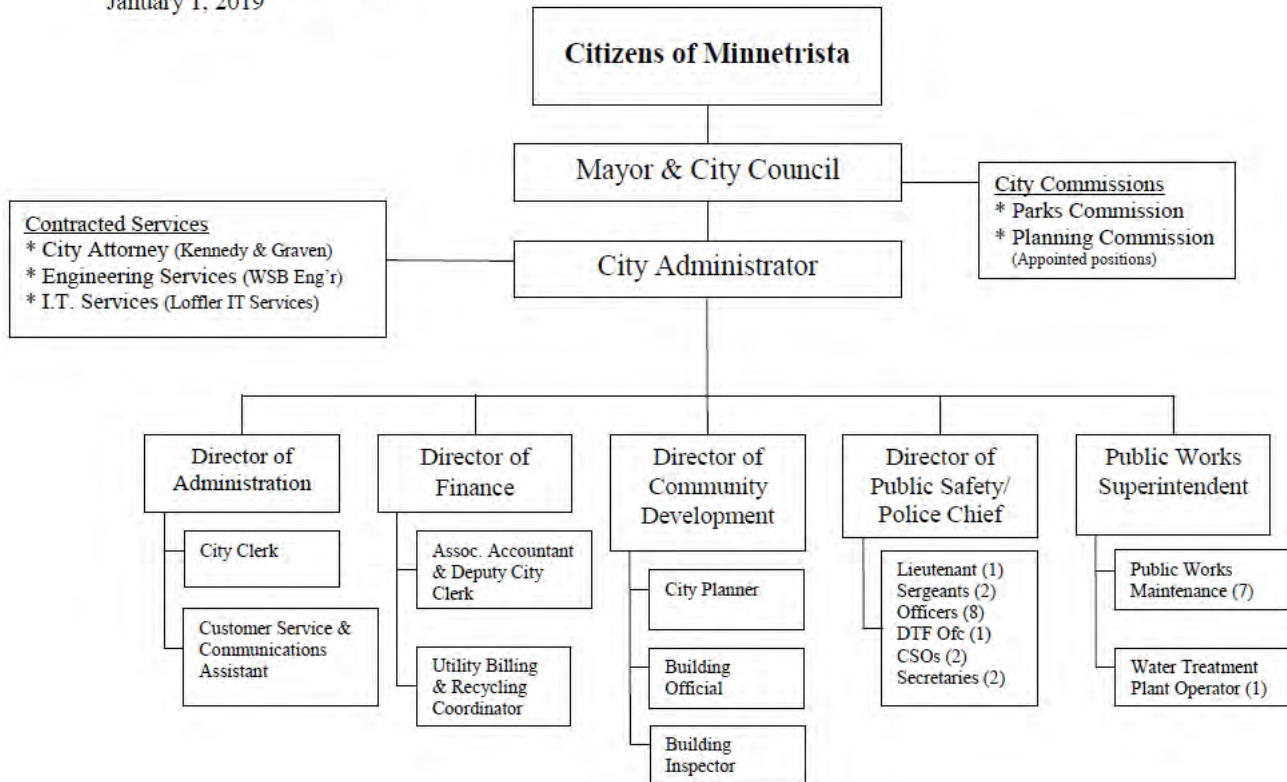 January 1, 2019
Citizens of Minnetrista
Mayor & City Council
City Commissions
* Parks Commission
* Planning Commission
(Appointed positions)
Contracted Services
* City Attorney (Kennedy & Graven)
* Engineering Services (WSB Eng'r)
* I.T. Services (Loffler IT Services)
City Administrator
Director of
Administration
City Clerk
Customer Service &
Communications
Assistant
Director of
Finance
Assoc. Accountant
& Deputy City
Clerk
Utility Billing
& Recycling
Coordinator
Director of
Community
Development
City Planner
Building
Official
Building
Inspector
Director of
Public Safety/
Police Chief
Lieutenant (1)
Sergeants (2)
Officers (8)
DTF Ofc (1)
CSOs (2)
Secretaries (2)
Public Works
Superintendent
Public Works
Maintenance (7)
Water Treatment
Plant Operator (1)